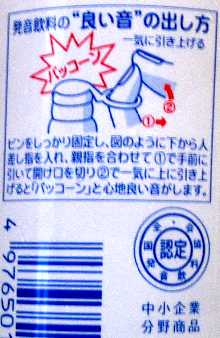 発音飲料の“良い音”の出し方
一気に引き上げる
パッコーン
②
①→
ビンをしっかり固定し、図のように下から人
差し指を入れ、親指を合わせて①で手前に
引いて開け口を切り②で一気に上に引き上
げると「パッコーン」と心地良い音がします。
認定
中小企業
分野商品
4 97650